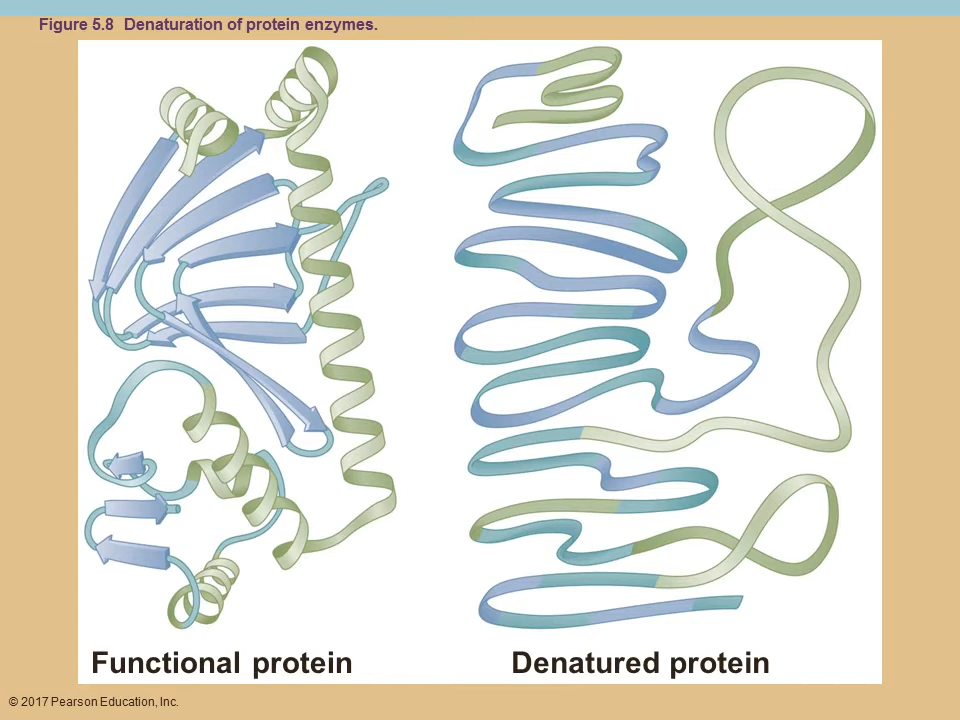 Figure 5.8 Denaturation of protein enzymes.
Functional protein
Denatured protein
© 2017 Pearson Education, Inc.